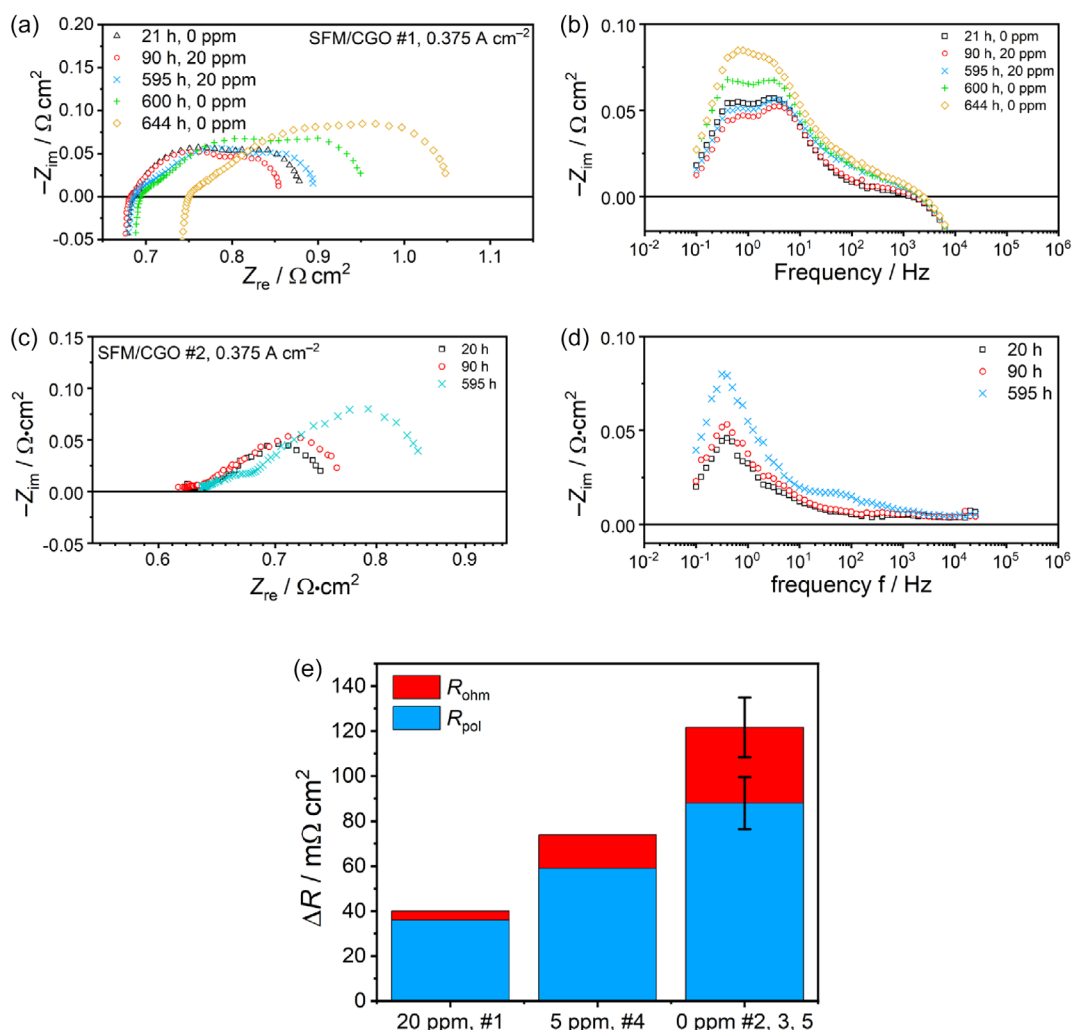 (a)
0.20
0.15
0.10
0.05
0.00
-0.05
−Zim / Ω cm²
21 h, 0 ppm
90 h, 20 ppm
595 h, 20 ppm
600 h, 0 ppm
644 h, 0 ppm
SFM/CGO #1, 0.375 A cm⁻²
0.7 0.8 0.9 1.0 1.1
Zre / Ω cm²
(b)
0.10
0.05
0.00
−Zim / Ω cm²
21 h, 0 ppm
90 h, 20 ppm
595 h, 20 ppm
600 h, 0 ppm
644 h, 0 ppm
10⁻² 10⁻¹ 10⁰ 10¹ 10² 10³ 10⁴ 10⁵ 10⁶
Frequency / Hz
(c)
0.15
0.10
0.05
0.00
-0.05
−Zim / Ω•cm²
SFM/CGO #2, 0.375 A cm⁻²
20 h
90 h
595 h
0.6 0.7 0.8 0.9
Zre / Ω•cm²
(d)
0.10
0.05
0.00
−Zim / Ω•cm²
20 h
90 h
595 h
10⁻² 10⁻¹ 10⁰ 10¹ 10² 10³ 10⁴ 10⁵ 10⁶
frequency f / Hz
(e)
140
120
100
80
60
40
20
0
ΔR / mΩ cm²
Rohm
Rpol
20 ppm, #1 5 ppm, #4 0 ppm #2, 3, 5